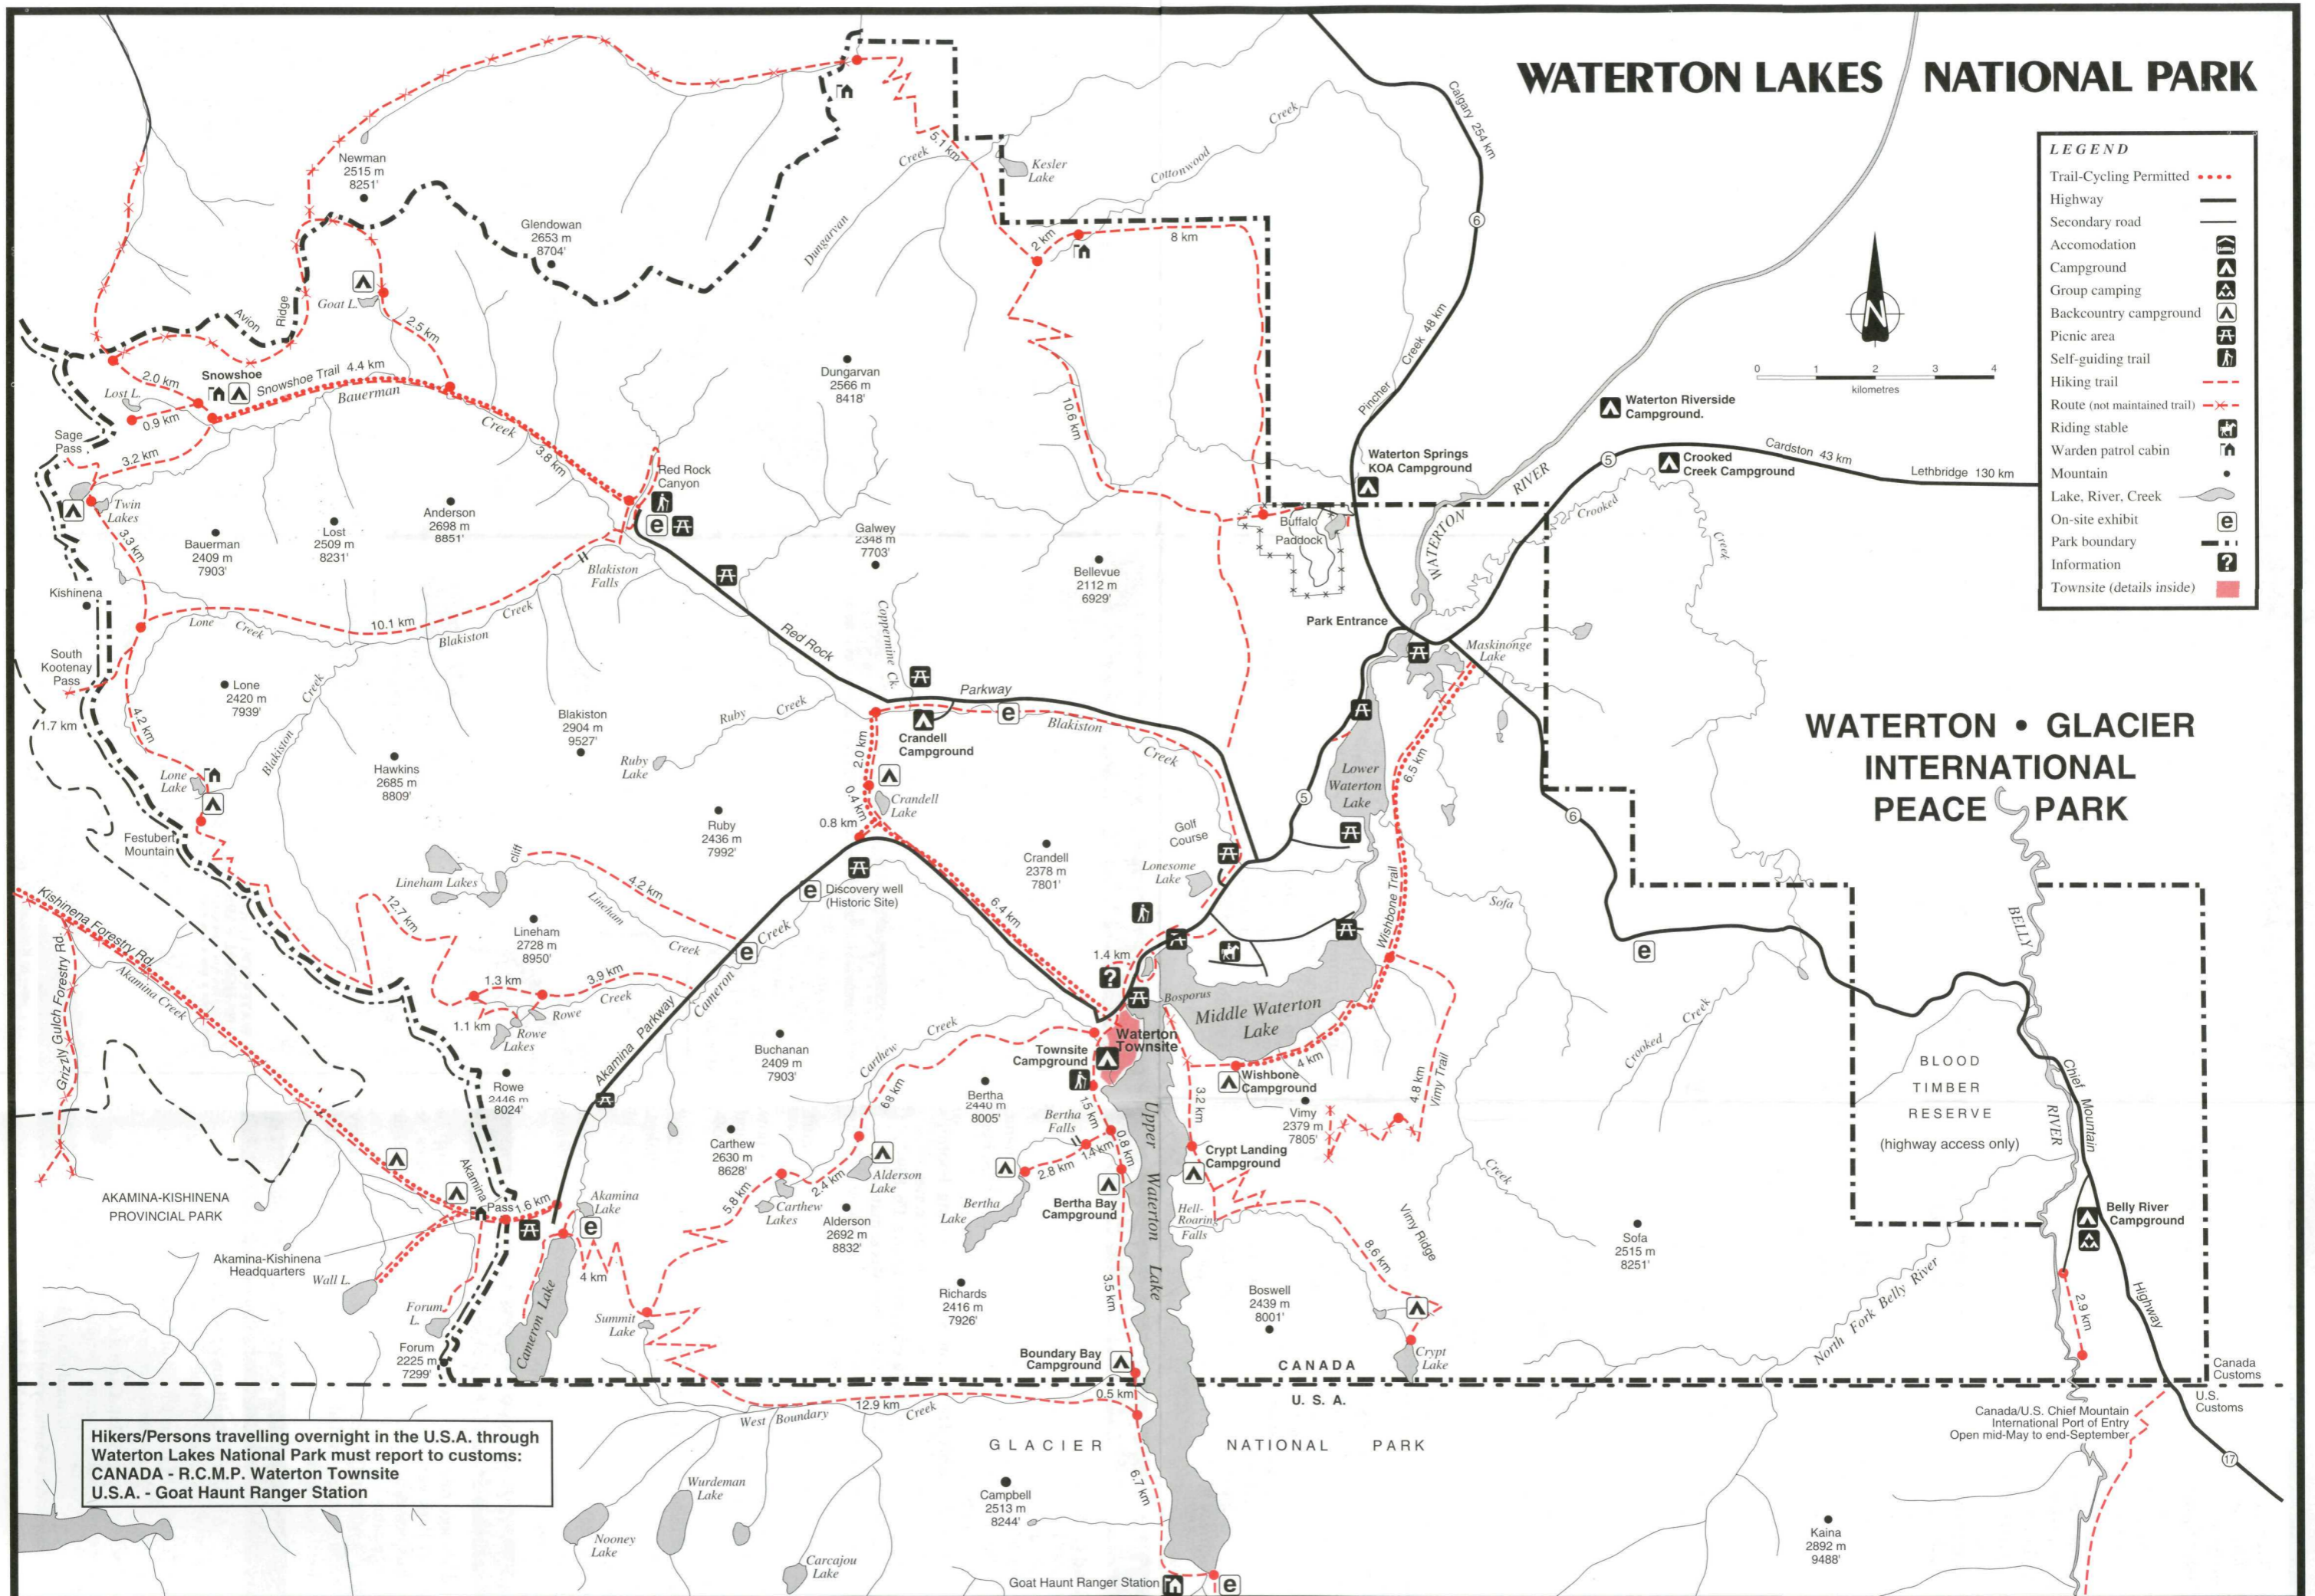 WATERTON LAKES NATIONAL PARK
LEGEND
Trail-Cycling Permitted
Highway
Secondary road
Accomodation
Campground
Group camping
Backcountry campground
Picnic area
Self-guiding trail
Hiking trail
Route (not maintained trail)
Riding stable
Warden patrol cabin
Mountain
Lake, River, Creek
On-site exhibit
e
Park boundary
Information
?
Townsite (details inside)
N
0 1 2 3 4
kilometres
WATERTON • GLACIER
INTERNATIONAL
PEACE PARK
Newman
2515 m
8251'
Glendowan
2653 m
8704'
Goat L.
Avion
Ridge
2.5 km
2.0 km
Snowshoe
Snowshoe Trail 4.4 km
Bauerman
Creek
3.8 km
Lost L.
0.9 km
Sage
Pass
3.2 km
Twin
Lakes
3.3 km
Bauerman
2409 m
7903'
Lost
2509 m
8231'
Anderson
2698 m
8851'
Red Rock
Canyon
e
Blakiston
Falls
Kishinena
Lone
Creek
10.1 km
Blakiston
Creek
South
Kootenay
Pass
1.7 km
4.2 km
Lone
2420 m
7939'
Blakiston
Creek
Hawkins
2685 m
8809'
Blakiston
2904 m
9527'
Lone
Lake
Festubert
Mountain
Dungarvan
Creek
5.1 km
Kesler
Lake
Cottonwood
Creek
2 km
8 km
10.6 km
Dungarvan
2566 m
8418'
Galwey
2348 m
7703'
Coppermine Ck.
Bellevue
2112 m
6929'
Red Rock
Parkway
Ruby
Creek
Ruby
Lake
Crandell
Campground
e
Blakiston
Creek
2.0 km
0.4 km
0.8 km
Crandell
Lake
Ruby
2436 m
7992'
Crandell
2378 m
7801'
Golf
Course
Lonesome
Lake
6.4 km
1.4 km
?
Calgary 254 km
6
Pincher
Creek 48 km
Waterton Springs
KOA Campground
Buffalo
Paddock
Park Entrance
WATERTON
RIVER
Waterton Riverside
Campground.
5
Crooked
Creek Campground
Cardston 43 km
Lethbridge 130 km
Crooked
Creek
Maskinonge
Lake
Lower
Waterton
Lake
5
6.5 km
Wishbone Trail
6
Sofa
Creek
e
Crooked
Creek
Bosporus
Middle Waterton
Lake
Waterton
Townsite
Townsite
Campground
Wishbone
Campground
4 km
4.8 km
Vimy Trail
Vimy
2379 m
7805'
3.2 km
Crypt Landing
Campground
Hell-
Roaring
Falls
8.6 km
Vimy Ridge
Boswell
2439 m
8001'
Crypt
Lake
Sofa
2515 m
8251'
BLOOD
TIMBER
RESERVE
(highway access only)
BELLY
RIVER
Chief Mountain
Highway
Belly River
Campground
2.9 km
North Fork Belly River
Canada
Customs
U.S.
Customs
Canada/U.S. Chief Mountain
International Port of Entry
Open mid-May to end-September
17
Kaina
2892 m
9488'
Lineham Lakes
cliff
4.2 km
Lineham
Creek
e Discovery well
(Historic Site)
e
12.7 km
Lineham
2728 m
8950'
1.3 km
3.9 km
1.1 km
Rowe
Creek
Rowe
Lakes
Akamina Parkway
Cameron
Creek
Kishinena Forestry Rd.
Grizzly Gulch Forestry Rd.
Akamina Creek
Rowe
2446 m
8024'
Buchanan
2409 m
7903'
Carthew
Creek
68 km
Bertha
2440 m
8005'
Bertha
Falls
1.5 km
0.8 km
1.4 km
2.8 km
Bertha
Lake
Bertha Bay
Campground
Upper Waterton Lake
Carthew
2630 m
8628'
5.8 km
2.4 km
Carthew
Lakes
Alderson
Lake
Alderson
2692 m
8832'
Richards
2416 m
7926'
3.5 km
Boundary Bay
Campground
0.5 km
CANADA
U. S. A.
AKAMINA-KISHINENA
PROVINCIAL PARK
Akamina
Pass
1.6 km
Akamina
Lake
e
Akamina-Kishinena
Headquarters
Wall L.
Forum
L.
Forum
2225 m
7299'
Cameron Lake
4 km
Summit
Lake
West Boundary Creek
12.9 km
GLACIER NATIONAL PARK
6.7 km
Campbell
2513 m
8244'
Wurdeman
Lake
Nooney
Lake
Carcajou
Lake
Goat Haunt Ranger Station
e
Hikers/Persons travelling overnight in the U.S.A. through
Waterton Lakes National Park must report to customs:
CANADA - R.C.M.P. Waterton Townsite
U.S.A. - Goat Haunt Ranger Station